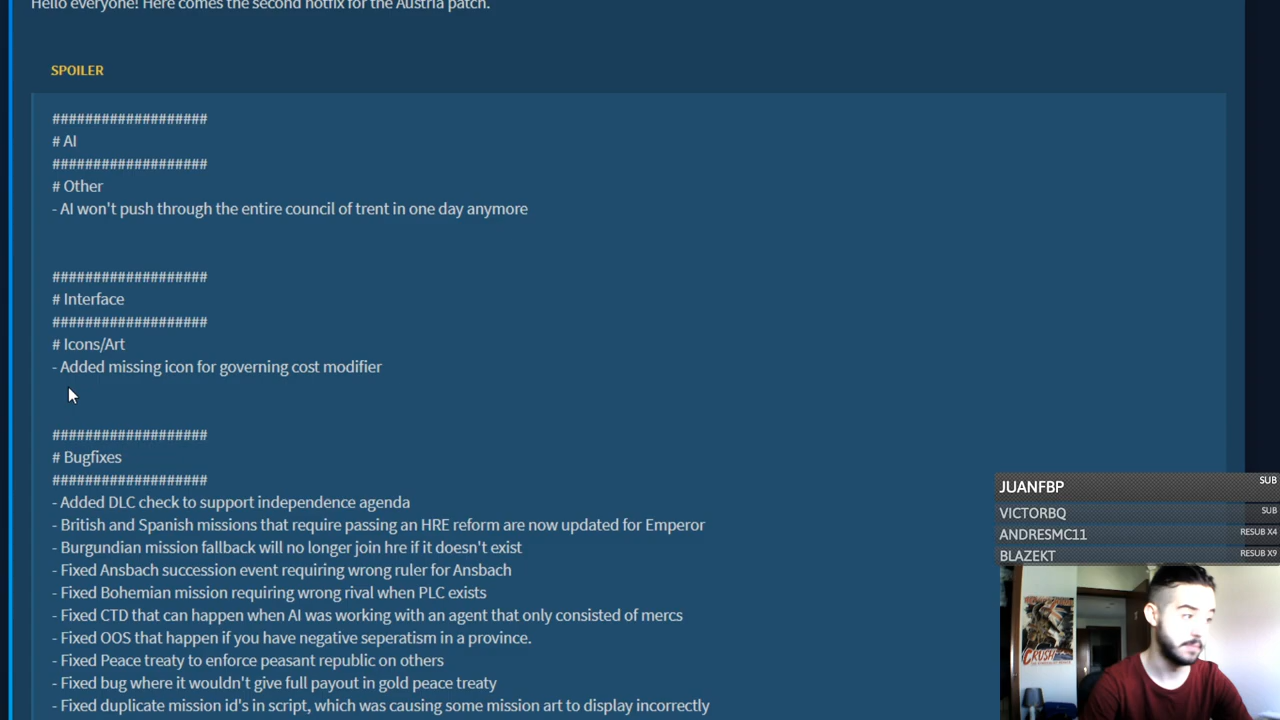 Hello everyone! Here comes the second hotfix for the Austria patch.
SPOILER
###################
# AI
###################
# Other
- AI won't push through the entire council of trent in one day anymore
###################
# Interface
###################
# Icons/Art
- Added missing icon for governing cost modifier
###################
# Bugfixes
###################
- Added DLC check to support independence agenda
- British and Spanish missions that require passing an HRE reform are now updated for Emperor
- Burgundian mission fallback will no longer join hre if it doesn't exist
- Fixed Ansbach succession event requiring wrong ruler for Ansbach
- Fixed Bohemian mission requiring wrong rival when PLC exists
- Fixed CTD that can happen when AI was working with an agent that only consisted of mercs
- Fixed OOS that happen if you have negative seperatism in a province.
- Fixed Peace treaty to enforce peasant republic on others
- Fixed bug where it wouldn't give full payout in gold peace treaty
- Fixed duplicate mission id's in script, which was causing some mission art to display incorrectly
JUANFBP SUB
VICTORBQ SUB
ANDRESMC11 RESUB X4
BLAZEKT RESUB X9